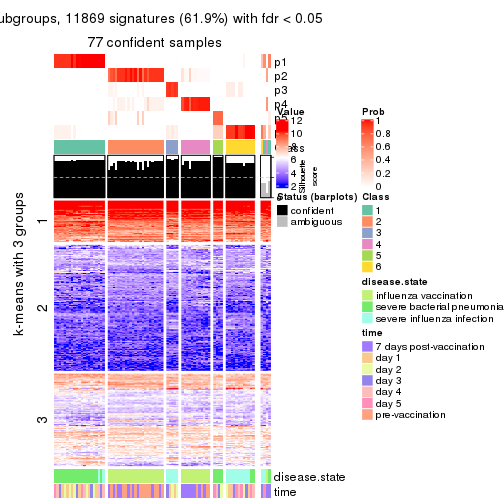 ubgroups, 11869 signatures (61.9%) with fdr < 0.05
77 confident samples
p1
p2
p3
p4
Value
12
10
6
4
2
Prob
1
0.8
0.6
0.4
0.2
0
Silhouette
score
Status (barplots)
confident
ambiguous
Class
1
2
3
4
5
6
k-means with 3 groups
1
2
3
disease.state
influenza vaccination
severe bacterial pneumonia
severe influenza infection
time
7 days post-vaccination
day 1
day 2
day 3
day 4
day 5
pre-vaccination
disease.state
time